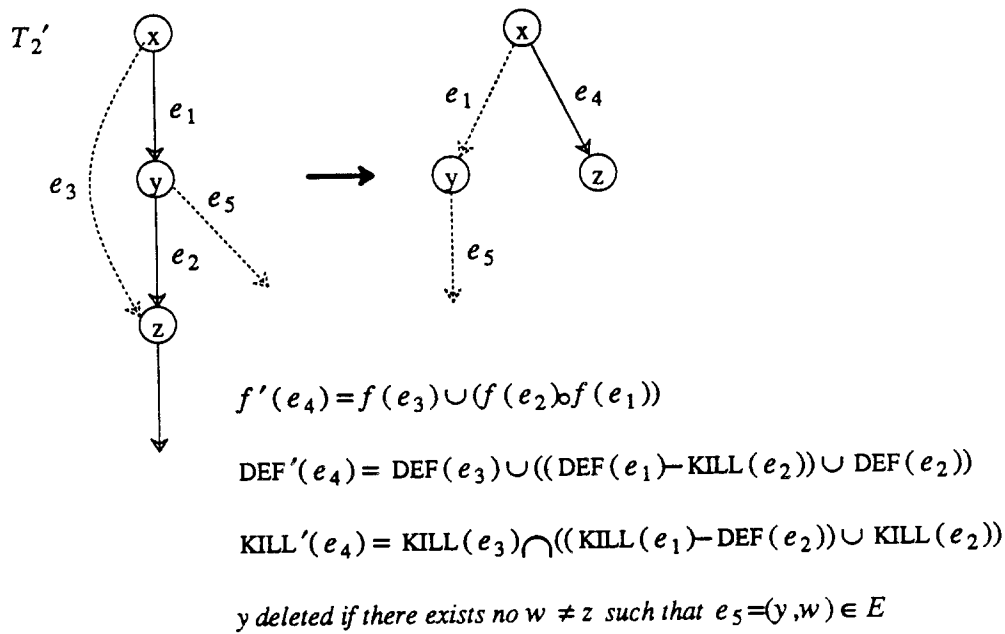 T₂′
x
e₁
y
e₃
e₅
e₂
z
x
e₁
e₄
y
z
e₅
f′(e₄)=f(e₃)∪(f(e₂)∘f(e₁))
DEF′(e₄)= DEF(e₃)∪((DEF(e₁)−KILL(e₂))∪ DEF(e₂))
KILL′(e₄)= KILL(e₃)∩((KILL(e₁)−DEF(e₂))∪ KILL(e₂))
y deleted if there exists no w ≠ z such that e₅=(y,w)∈ E